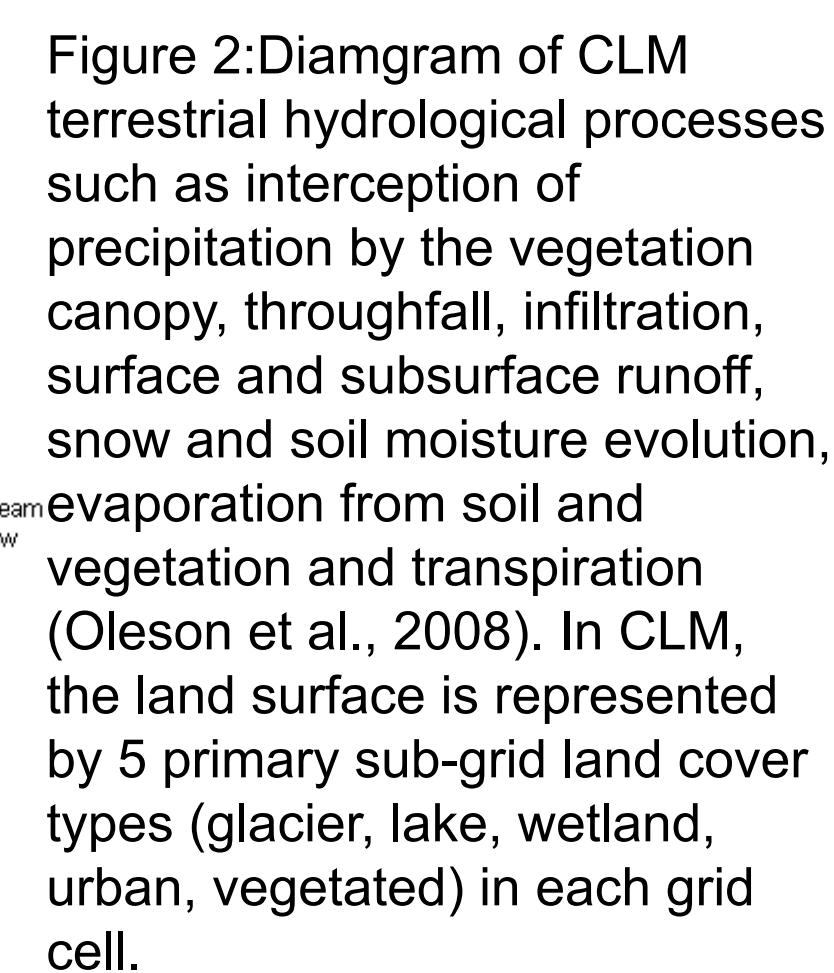 Figure 2:Diamgram of CLM
terrestrial hydrological processes
such as interception of
precipitation by the vegetation
canopy, throughfall, infiltration,
surface and subsurface runoff,
snow and soil moisture evolution,
evaporation from soil and
vegetation and transpiration
(Oleson et al., 2008). In CLM,
the land surface is represented
by 5 primary sub-grid land cover
types (glacier, lake, wetland,
urban, vegetated) in each grid
cell.